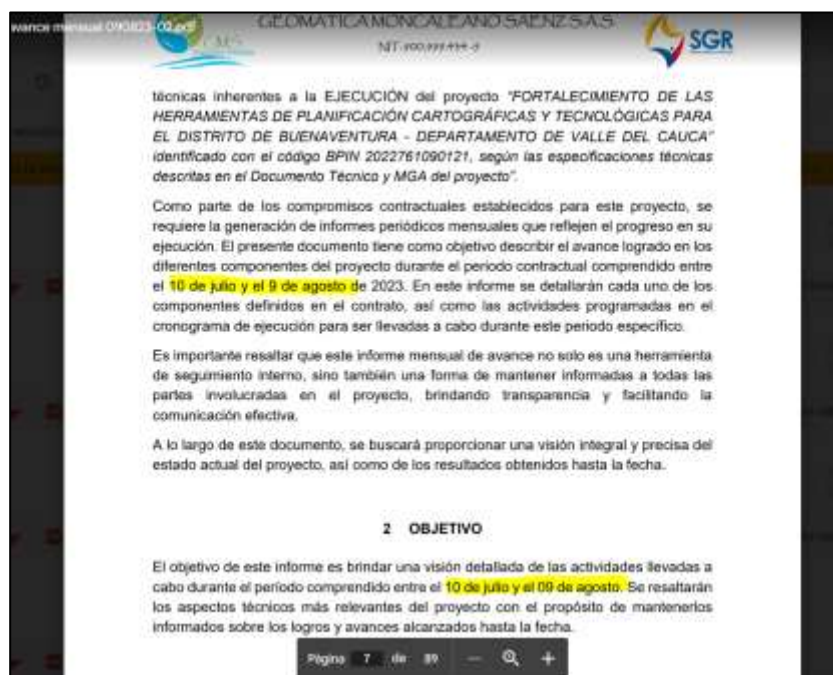 avance mensual 090823-02.pdf
GEOMATICA MONCALEANO SAENZ S.A.S.
NIT.
SGR
técnicas inherentes a la EJECUCIÓN del proyecto "FORTALECIMIENTO DE LAS
HERRAMIENTAS DE PLANIFICACIÓN CARTOGRÁFICAS Y TECNOLÓGICAS PARA
EL DISTRITO DE BUENAVENTURA - DEPARTAMENTO DE VALLE DEL CAUCA"
identificado con el código BPIN 2022761090121, según las especificaciones técnicas
descritas en el Documento Técnico y MGA del proyecto".
Como parte de los compromisos contractuales establecidos para este proyecto, se
requiere la generación de informes periódicos mensuales que reflejen el progreso en su
ejecución. El presente documento tiene como objetivo describir el avance logrado en los
diferentes componentes del proyecto durante el periodo contractual comprendido entre
el 10 de julio y el 9 de agosto de 2023. En este informe se detallarán cada uno de los
componentes definidos en el contrato, así como las actividades programadas en el
cronograma de ejecución para ser llevadas a cabo durante este periodo específico.
Es importante resaltar que este informe mensual de avance no solo es una herramienta
de seguimiento interno, sino también una forma de mantener informadas a todas las
partes involucradas en el proyecto, brindando transparencia y facilitando la
comunicación efectiva.
A lo largo de este documento, se buscará proporcionar una visión integral y precisa del
estado actual del proyecto, así como de los resultados obtenidos hasta la fecha.
2 OBJETIVO
El objetivo de este informe es brindar una visión detallada de las actividades llevadas a
cabo durante el período comprendido entre el 10 de julio y el 09 de agosto. Se resaltarán
los aspectos técnicos más relevantes del proyecto con el propósito de mantenerlos
informados sobre los logros y avances alcanzados hasta la fecha.
Página 7 de 89